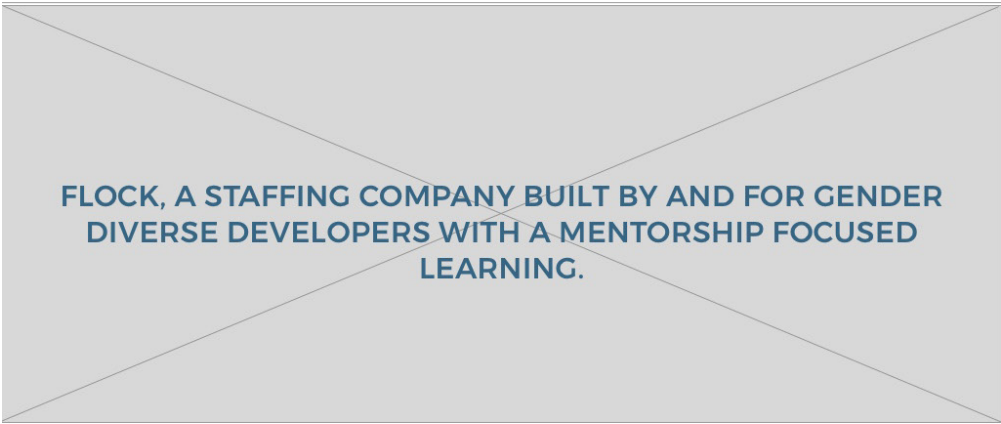 FLOCK, A STAFFING COMPANY BUILT BY AND FOR GENDER
DIVERSE DEVELOPERS WITH A MENTORSHIP FOCUSED
LEARNING.